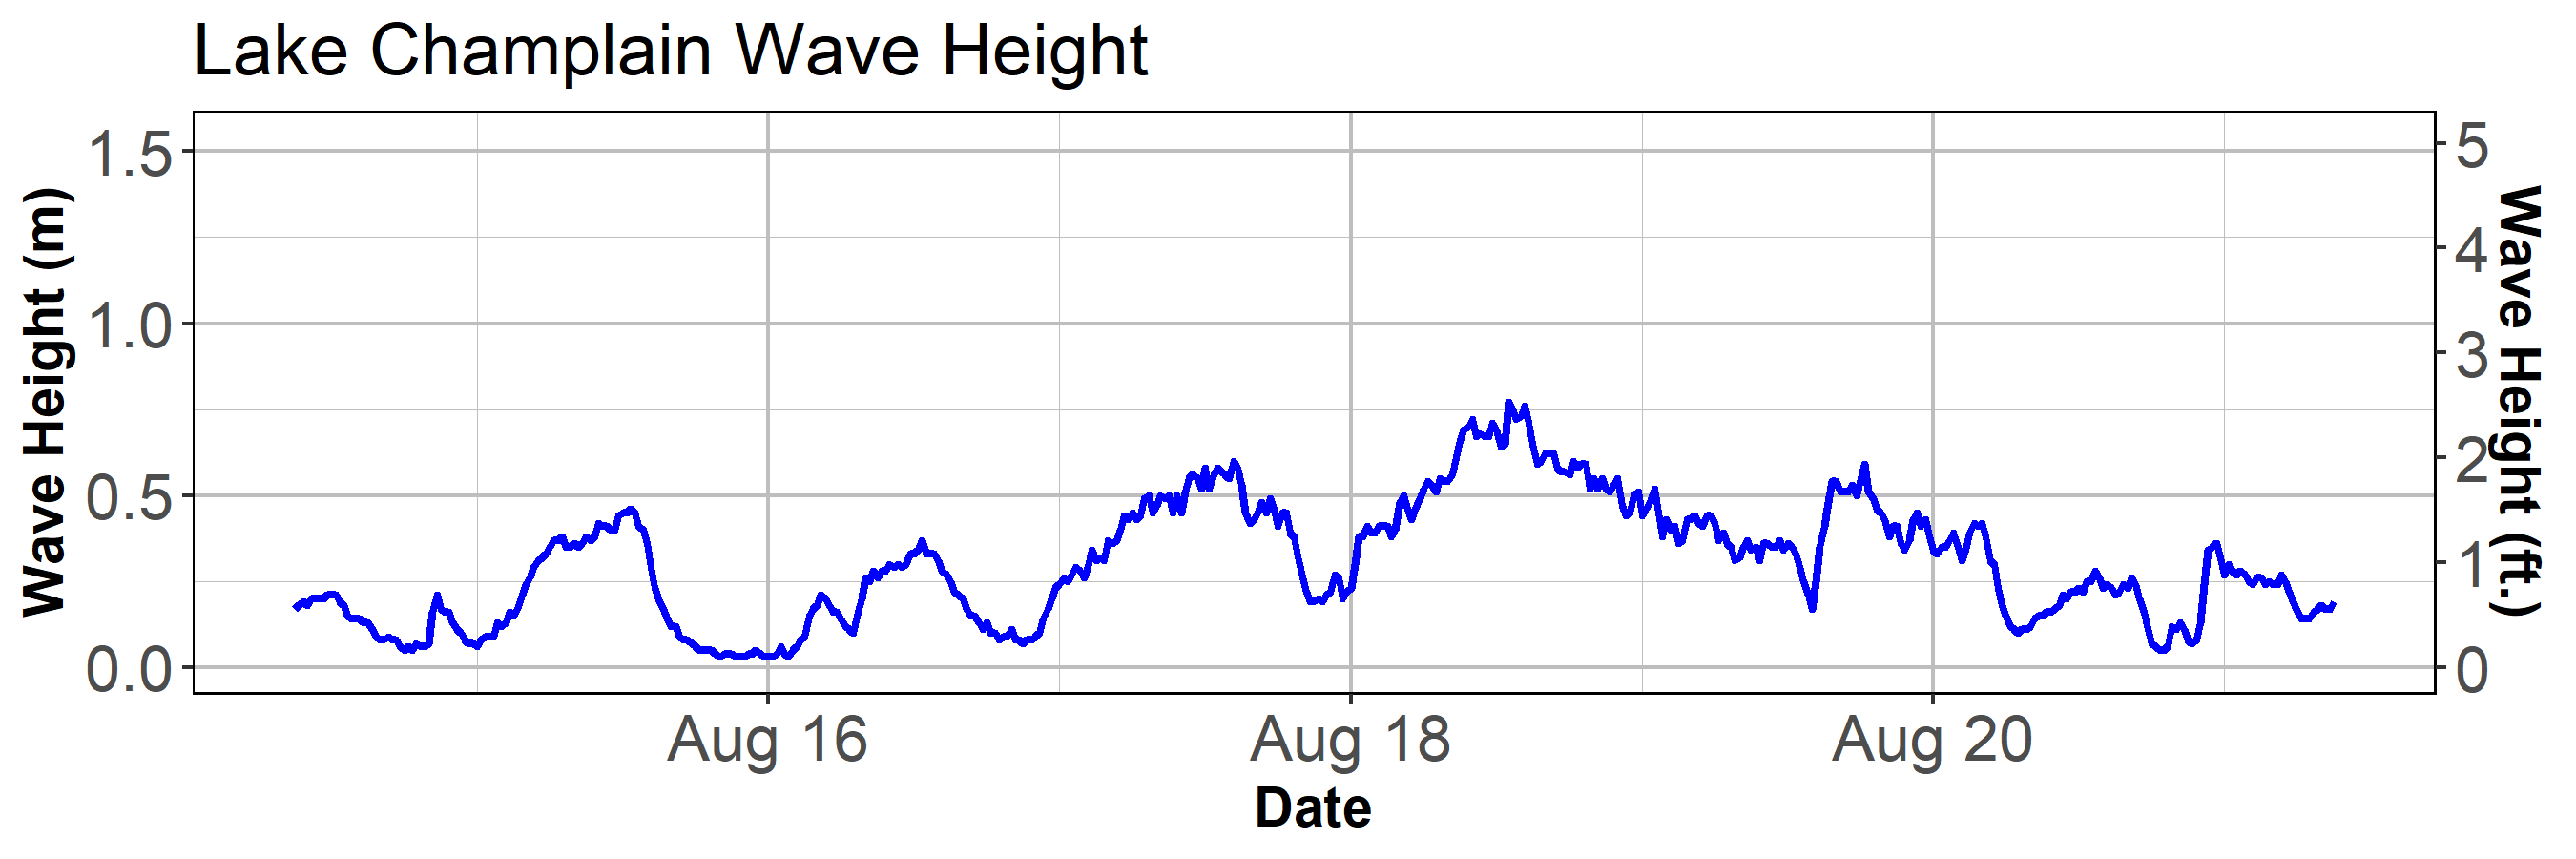 Lake Champlain Wave Height
Wave Height (m)
1.5
1.0
0.5
0.0
5
4
3
2
1
0
Wave Height (ft.)
Aug 16
Aug 18
Aug 20
Date